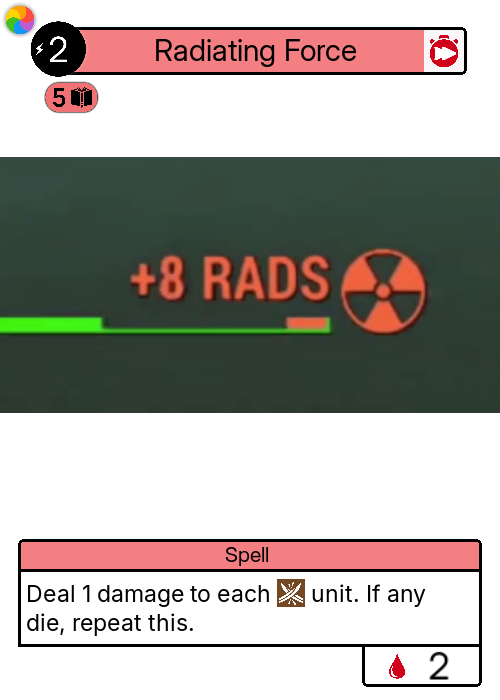 2
Radiating Force
5
+8 RADS
Spell
Deal 1 damage to each unit. If any
die, repeat this.
2